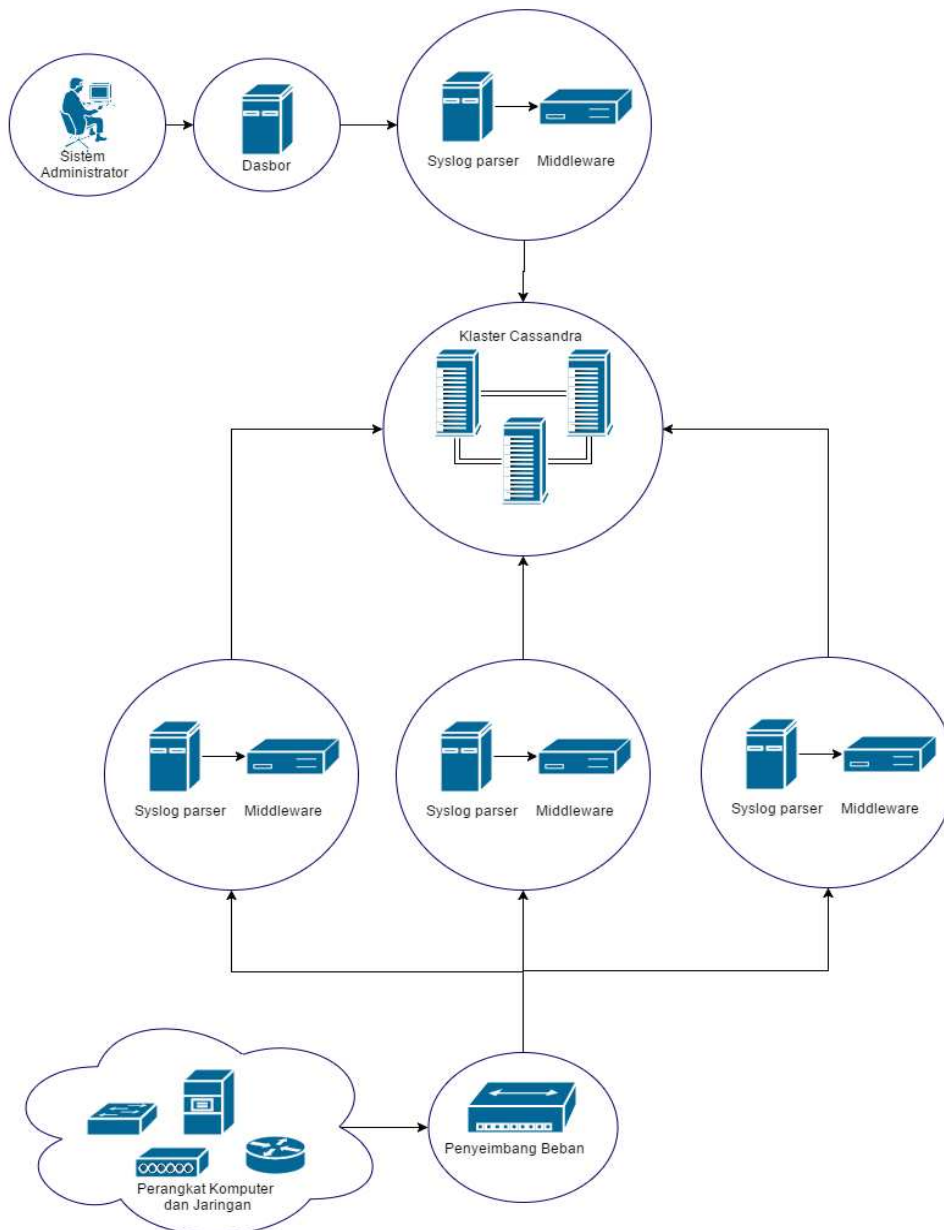 Sistem
Administrator
Dasbor
Syslog parser
Middleware
Klaster Cassandra
Syslog parser
Middleware
Syslog parser
Middleware
Syslog parser
Middleware
Penyeimbang Beban
Perangkat Komputer
dan Jaringan